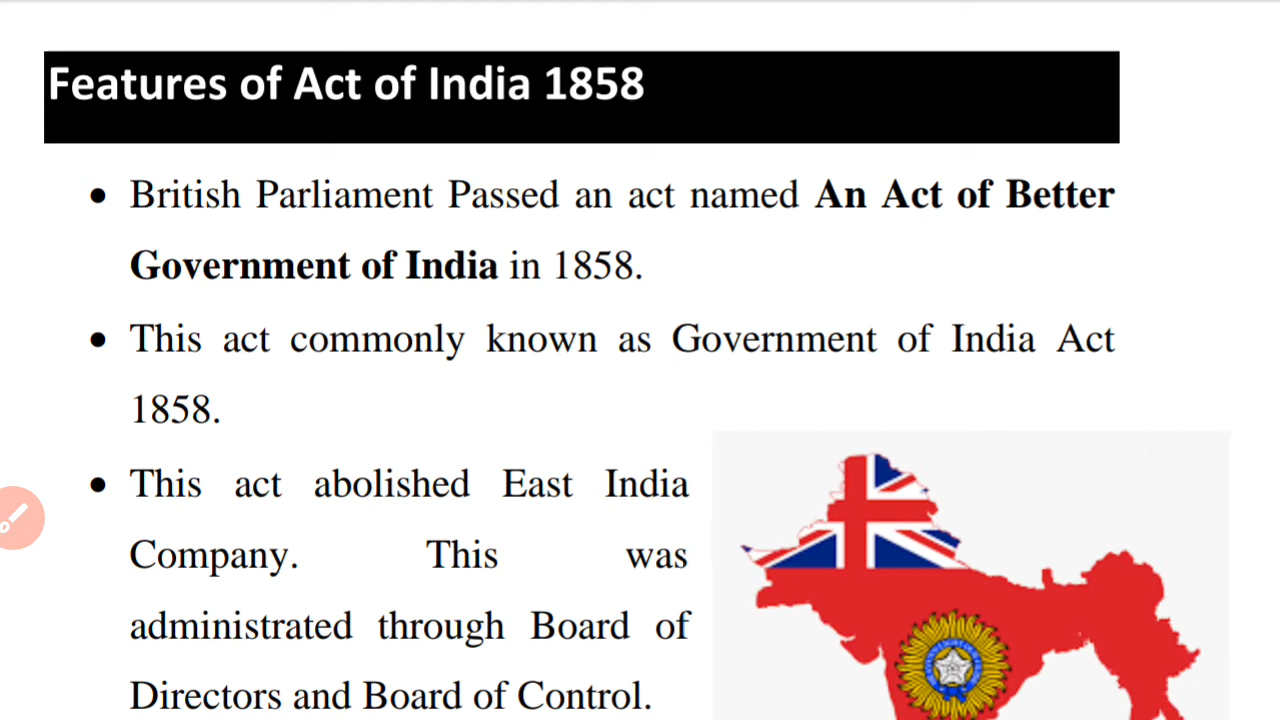 Features of Act of India 1858
• British Parliament Passed an act named An Act of Better
Government of India in 1858.
• This act commonly known as Government of India Act
1858.
• This act abolished East India
Company. This was
administrated through Board of
Directors and Board of Control.